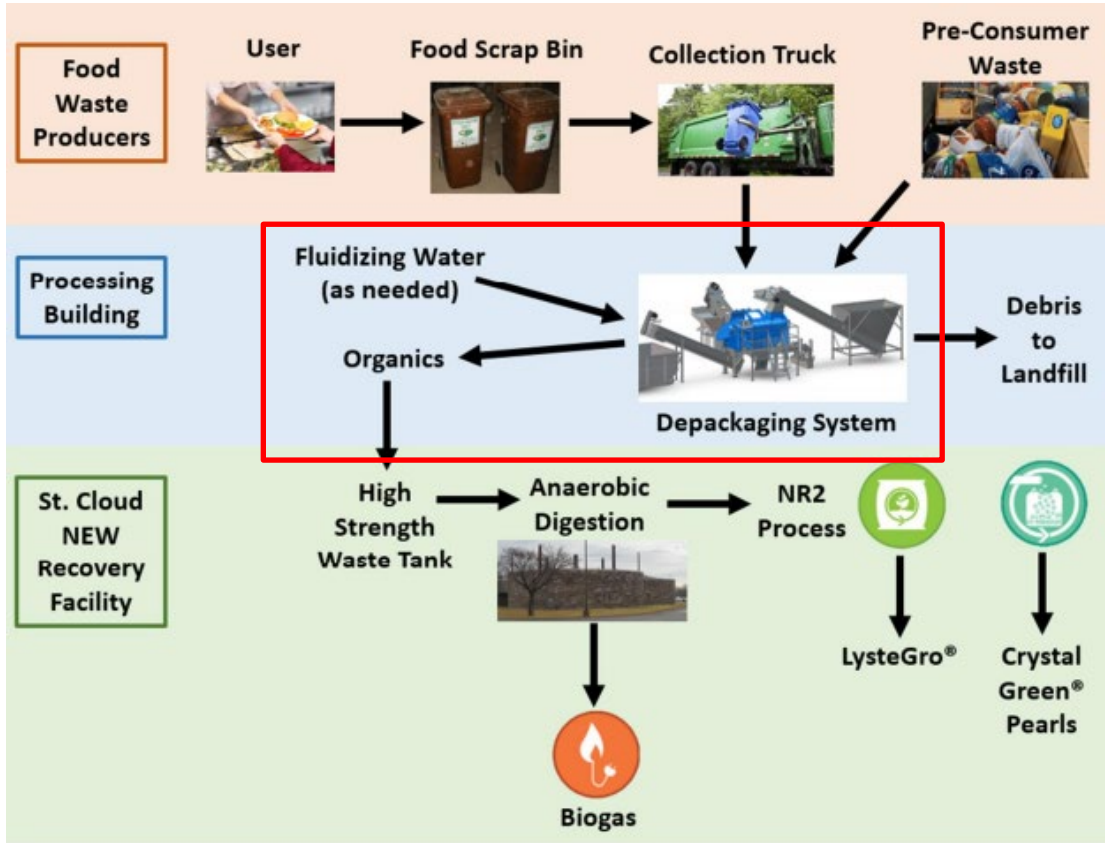 Food
Waste
Producers
User
Food Scrap Bin
Collection Truck
Pre-Consumer
Waste
Processing
Building
Fluidizing Water
(as needed)
Organics
Depackaging System
Debris
to
Landfill
St. Cloud
NEW
Recovery
Facility
High
Strength
Waste Tank
Anaerobic
Digestion
NR2
Process
LysteGro®
Crystal
Green®
Pearls
Biogas